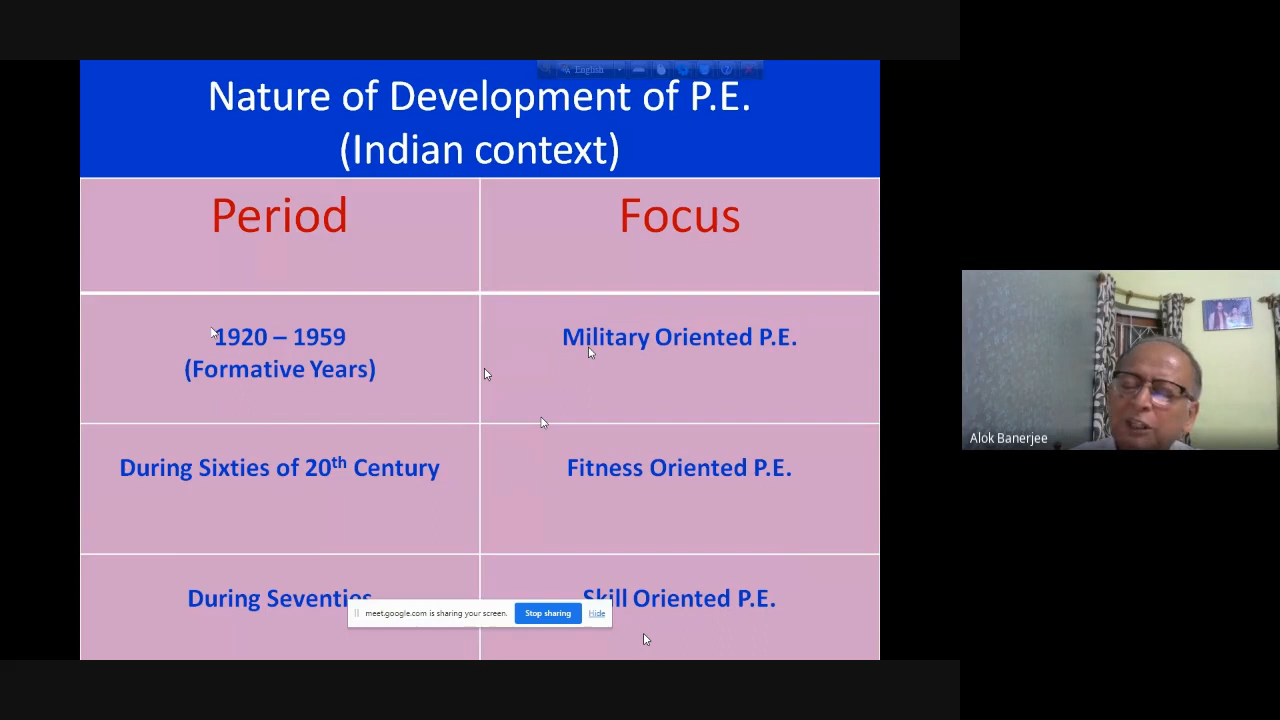 English
Nature of Development of P.E.
(Indian context)
Period
Focus
1920 – 1959
(Formative Years)
Military Oriented P.E.
During Sixties of 20th Century
Fitness Oriented P.E.
During Seventies
Skill Oriented P.E.
meet.google.com is sharing your screen.
Stop sharing
Hide
Alok Banerjee